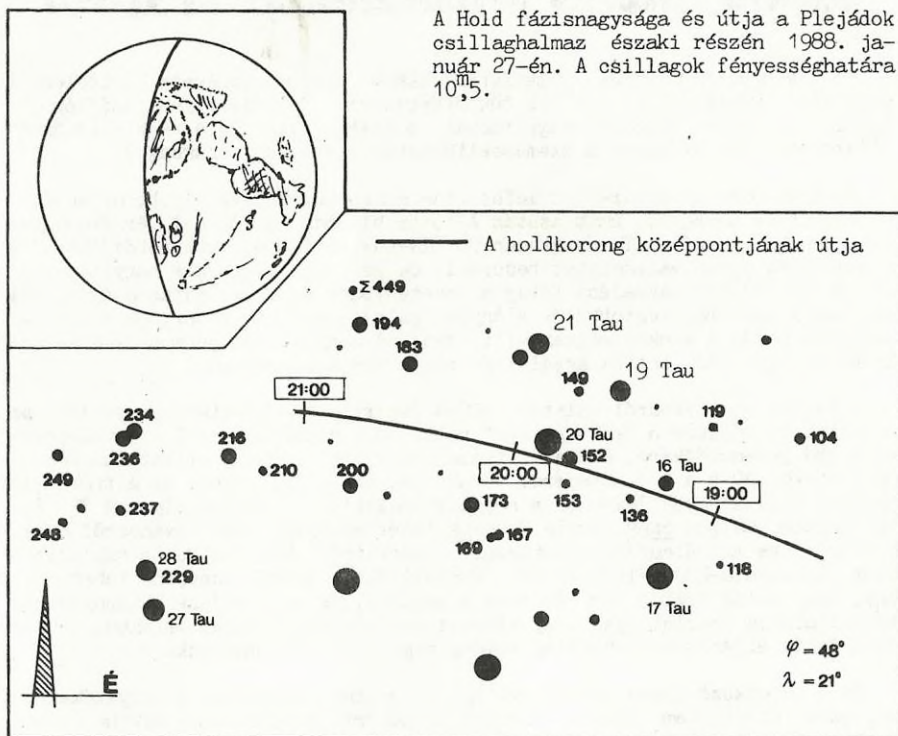 A Hold fázisnagysága és útja a Plejádok
csillaghalmaz északi részén 1988. ja-
nuár 27-én. A csillagok fényességhatára
10ᵐ,5.
A holdkorong középpontjának útja
Σ449
194
183
21 Tau
19 Tau
149
21:00
119
104
234
236
216
210
249
237
248
200
20 Tau
152
20:00
16 Tau
19:00
153
136
173
169
167
118
28 Tau
229
27 Tau
17 Tau
É
φ = 48°
λ = 21°